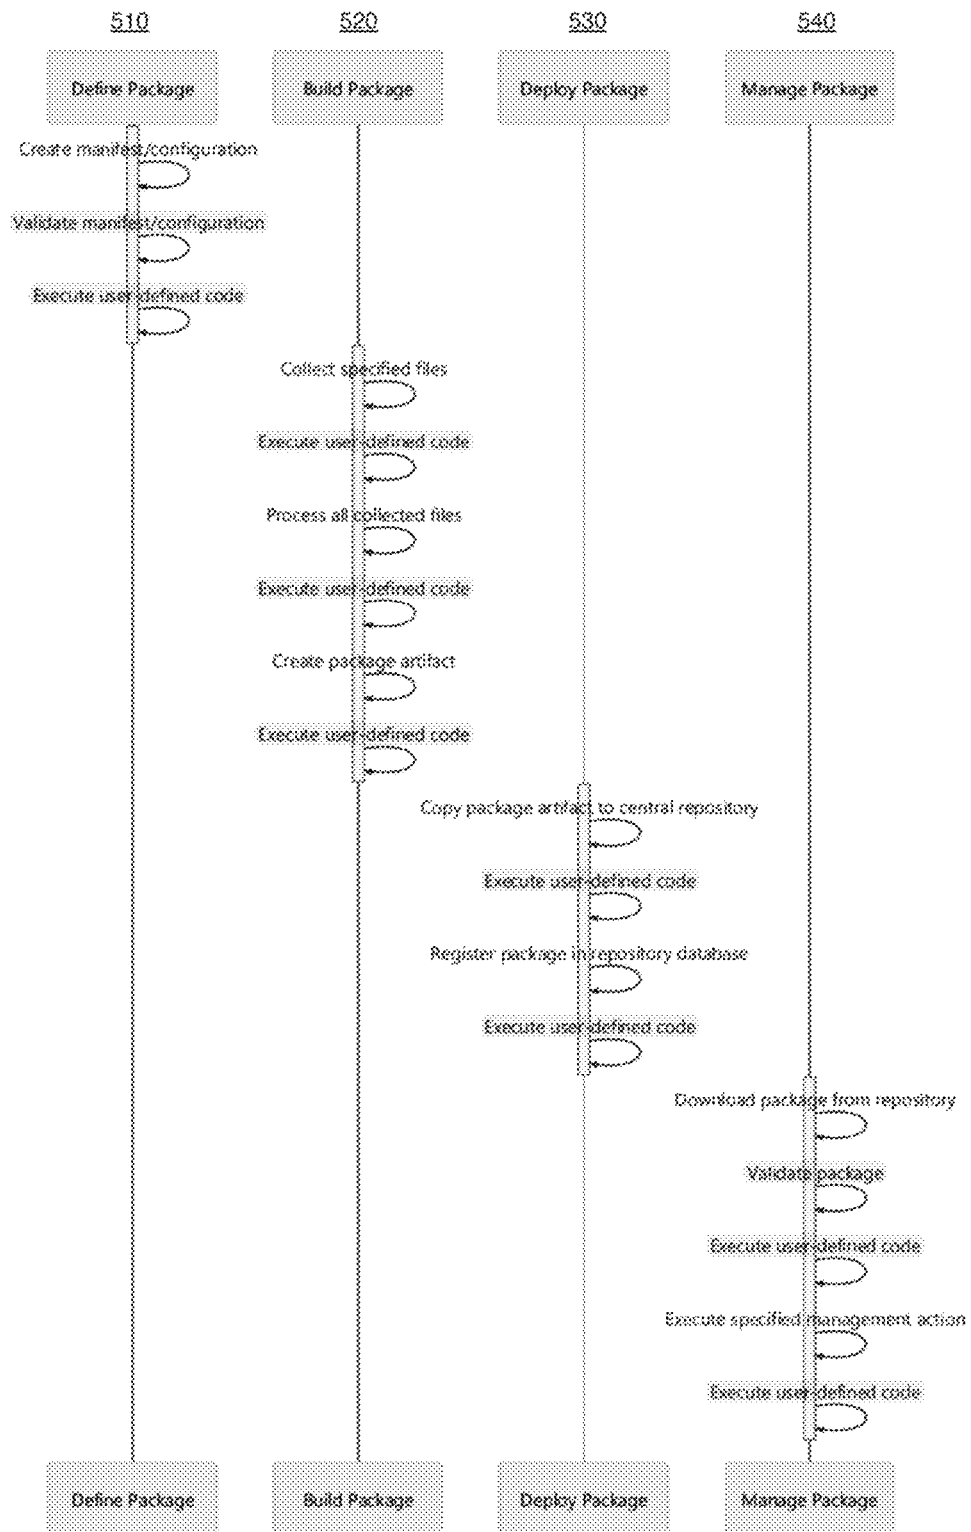 510 520 530 540
Define Package Build Package Deploy Package Manage Package
Create manifest/configuration
Validate manifest/configuration
Execute user-defined code
Collect specified files
Execute user-defined code
Process all collected files
Execute user-defined code
Create package artifact
Execute user-defined code
Copy package artifact to central repository
Execute user-defined code
Register package in repository database
Execute user-defined code
Download package from repository
Validate package
Execute user-defined code
Execute specified management action
Execute user-defined code
Define Package Build Package Deploy Package Manage Package